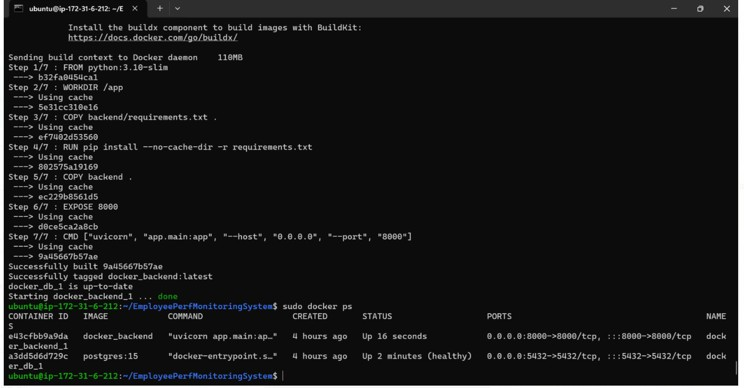 ubuntu@ip-172-31-6-212: ~/E
Install the buildx component to build images with BuildKit:
https://docs.docker.com/go/buildx/
Sending build context to Docker daemon    110MB
Step 1/7 : FROM python:3.10-slim
---> b32fa0454ca1
Step 2/7 : WORKDIR /app
---> Using cache
---> 5e31cc310e16
Step 3/7 : COPY backend/requirements.txt .
---> Using cache
---> ef7402d53560
Step 4/7 : RUN pip install --no-cache-dir -r requirements.txt
---> Using cache
---> 802575a19169
Step 5/7 : COPY backend .
---> Using cache
---> ec229b8561d5
Step 6/7 : EXPOSE 8000
---> Using cache
---> d0ce5ca2a8cb
Step 7/7 : CMD ["uvicorn", "app.main:app", "--host", "0.0.0.0", "--port", "8000"]
---> Using cache
---> 9a45667b57ae
Successfully built 9a45667b57ae
Successfully tagged docker_backend:latest
docker_db_1 is up-to-date
Starting docker_backend_1 ... done
ubuntu@ip-172-31-6-212:~/EmployeePerfMonitoringSystem$ sudo docker ps
CONTAINER ID   IMAGE            COMMAND                  CREATED       STATUS                   PORTS                                       NAME
S
e43cfbb9a9da   docker_backend   "uvicorn app.main:ap…"   4 hours ago   Up 16 seconds            0.0.0.0:8000->8000/tcp, :::8000->8000/tcp   dock
er_backend_1
a3dd5d6d729c   postgres:15      "docker-entrypoint.s…"   4 hours ago   Up 2 minutes (healthy)   0.0.0.0:5432->5432/tcp, :::5432->5432/tcp   dock
er_db_1
ubuntu@ip-172-31-6-212:~/EmployeePerfMonitoringSystem$